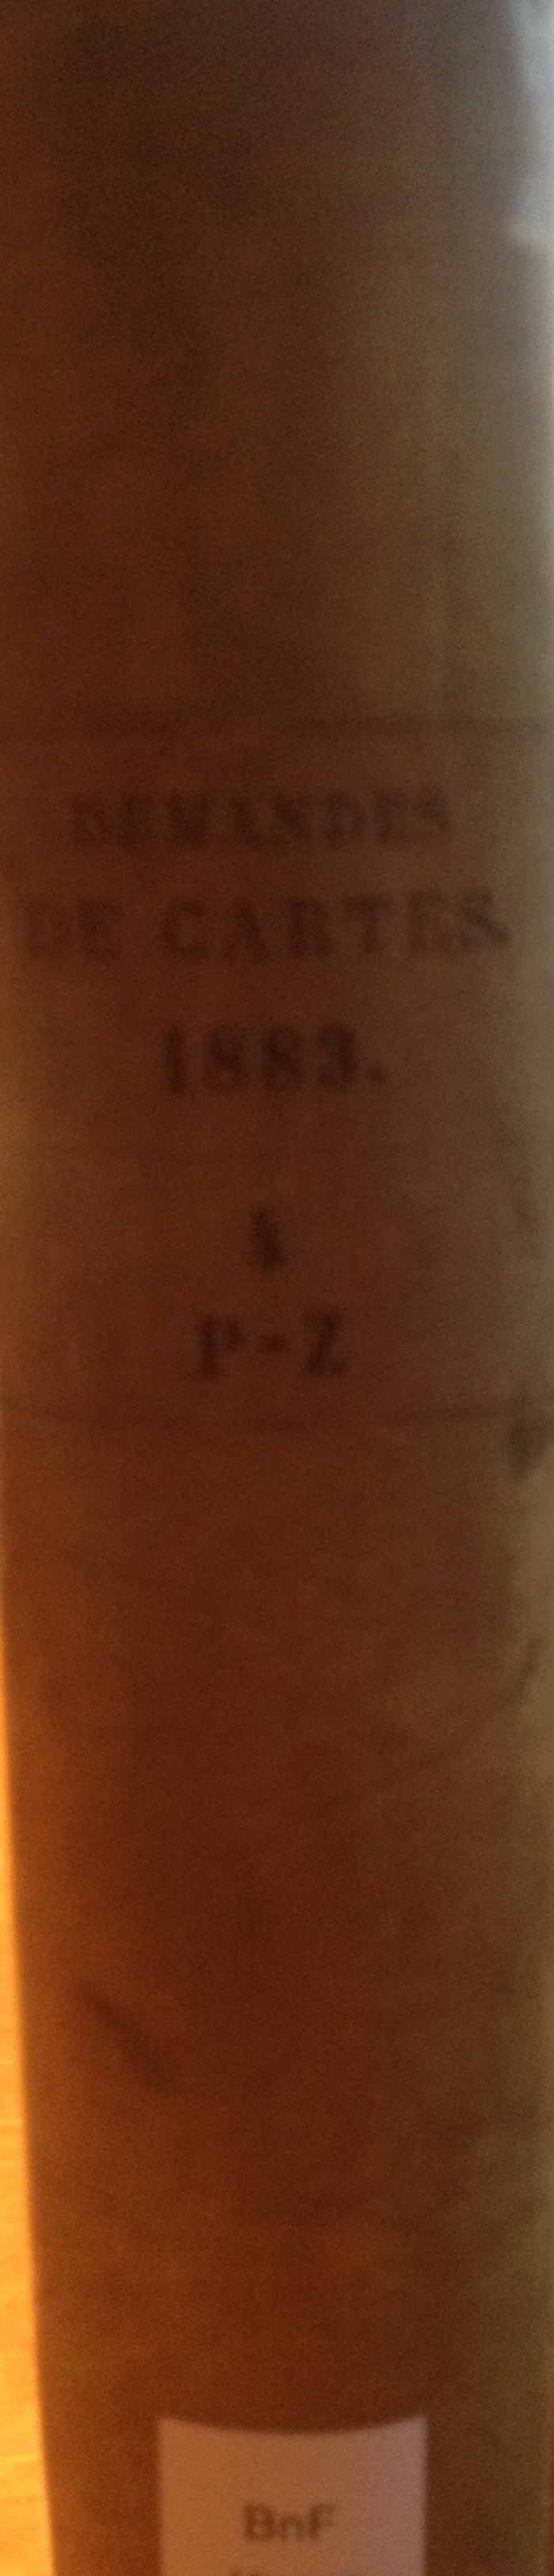 DEMANDES
DE CARTES
1883.
P-Z
BnF